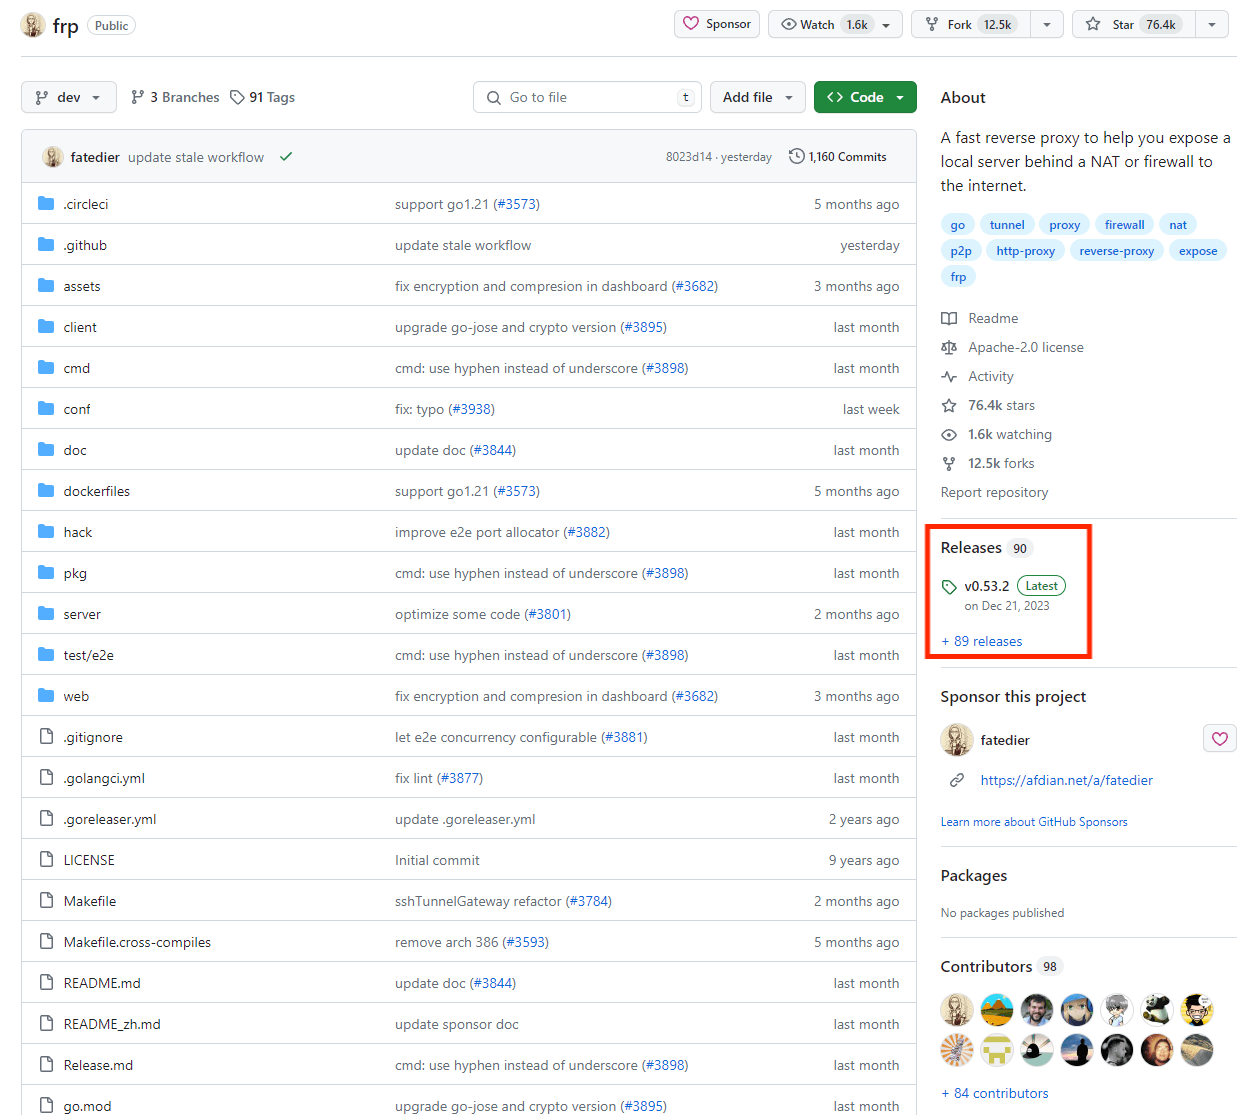 frp Public Sponsor Watch 1.6k Fork 12.5k Star 76.4k
dev 3 Branches 91 Tags Go to file t Add file Code
fatedier update stale workflow 8023d14 · yesterday 1,160 Commits
.circleci support go1.21 (#3573) 5 months ago
.github update stale workflow yesterday
assets fix encryption and compresion in dashboard (#3682) 3 months ago
client upgrade go-jose and crypto version (#3895) last month
cmd cmd: use hyphen instead of underscore (#3898) last month
conf fix: typo (#3938) last week
doc update doc (#3844) last month
dockerfiles support go1.21 (#3573) 5 months ago
hack improve e2e port allocator (#3882) last month
pkg cmd: use hyphen instead of underscore (#3898) last month
server optimize some code (#3801) 2 months ago
test/e2e cmd: use hyphen instead of underscore (#3898) last month
web fix encryption and compresion in dashboard (#3682) 3 months ago
.gitignore let e2e concurrency configurable (#3881) last month
.golangci.yml fix lint (#3877) last month
.goreleaser.yml update .goreleaser.yml 2 years ago
LICENSE Initial commit 9 years ago
Makefile sshTunnelGateway refactor (#3784) 2 months ago
Makefile.cross-compiles remove arch 386 (#3593) 5 months ago
README.md update doc (#3844) last month
README_zh.md update sponsor doc last month
Release.md cmd: use hyphen instead of underscore (#3898) last month
go.mod upgrade go-jose and crypto version (#3895) last month
About
A fast reverse proxy to help you expose a
local server behind a NAT or firewall to
the internet.
go tunnel proxy firewall nat
p2p http-proxy reverse-proxy expose
frp
Readme
Apache-2.0 license
Activity
76.4k stars
1.6k watching
12.5k forks
Report repository
Releases 90
v0.53.2 Latest
on Dec 21, 2023
+ 89 releases
Sponsor this project
fatedier
https://afdian.net/a/fatedier
Learn more about GitHub Sponsors
Packages
No packages published
Contributors 98
+ 84 contributors